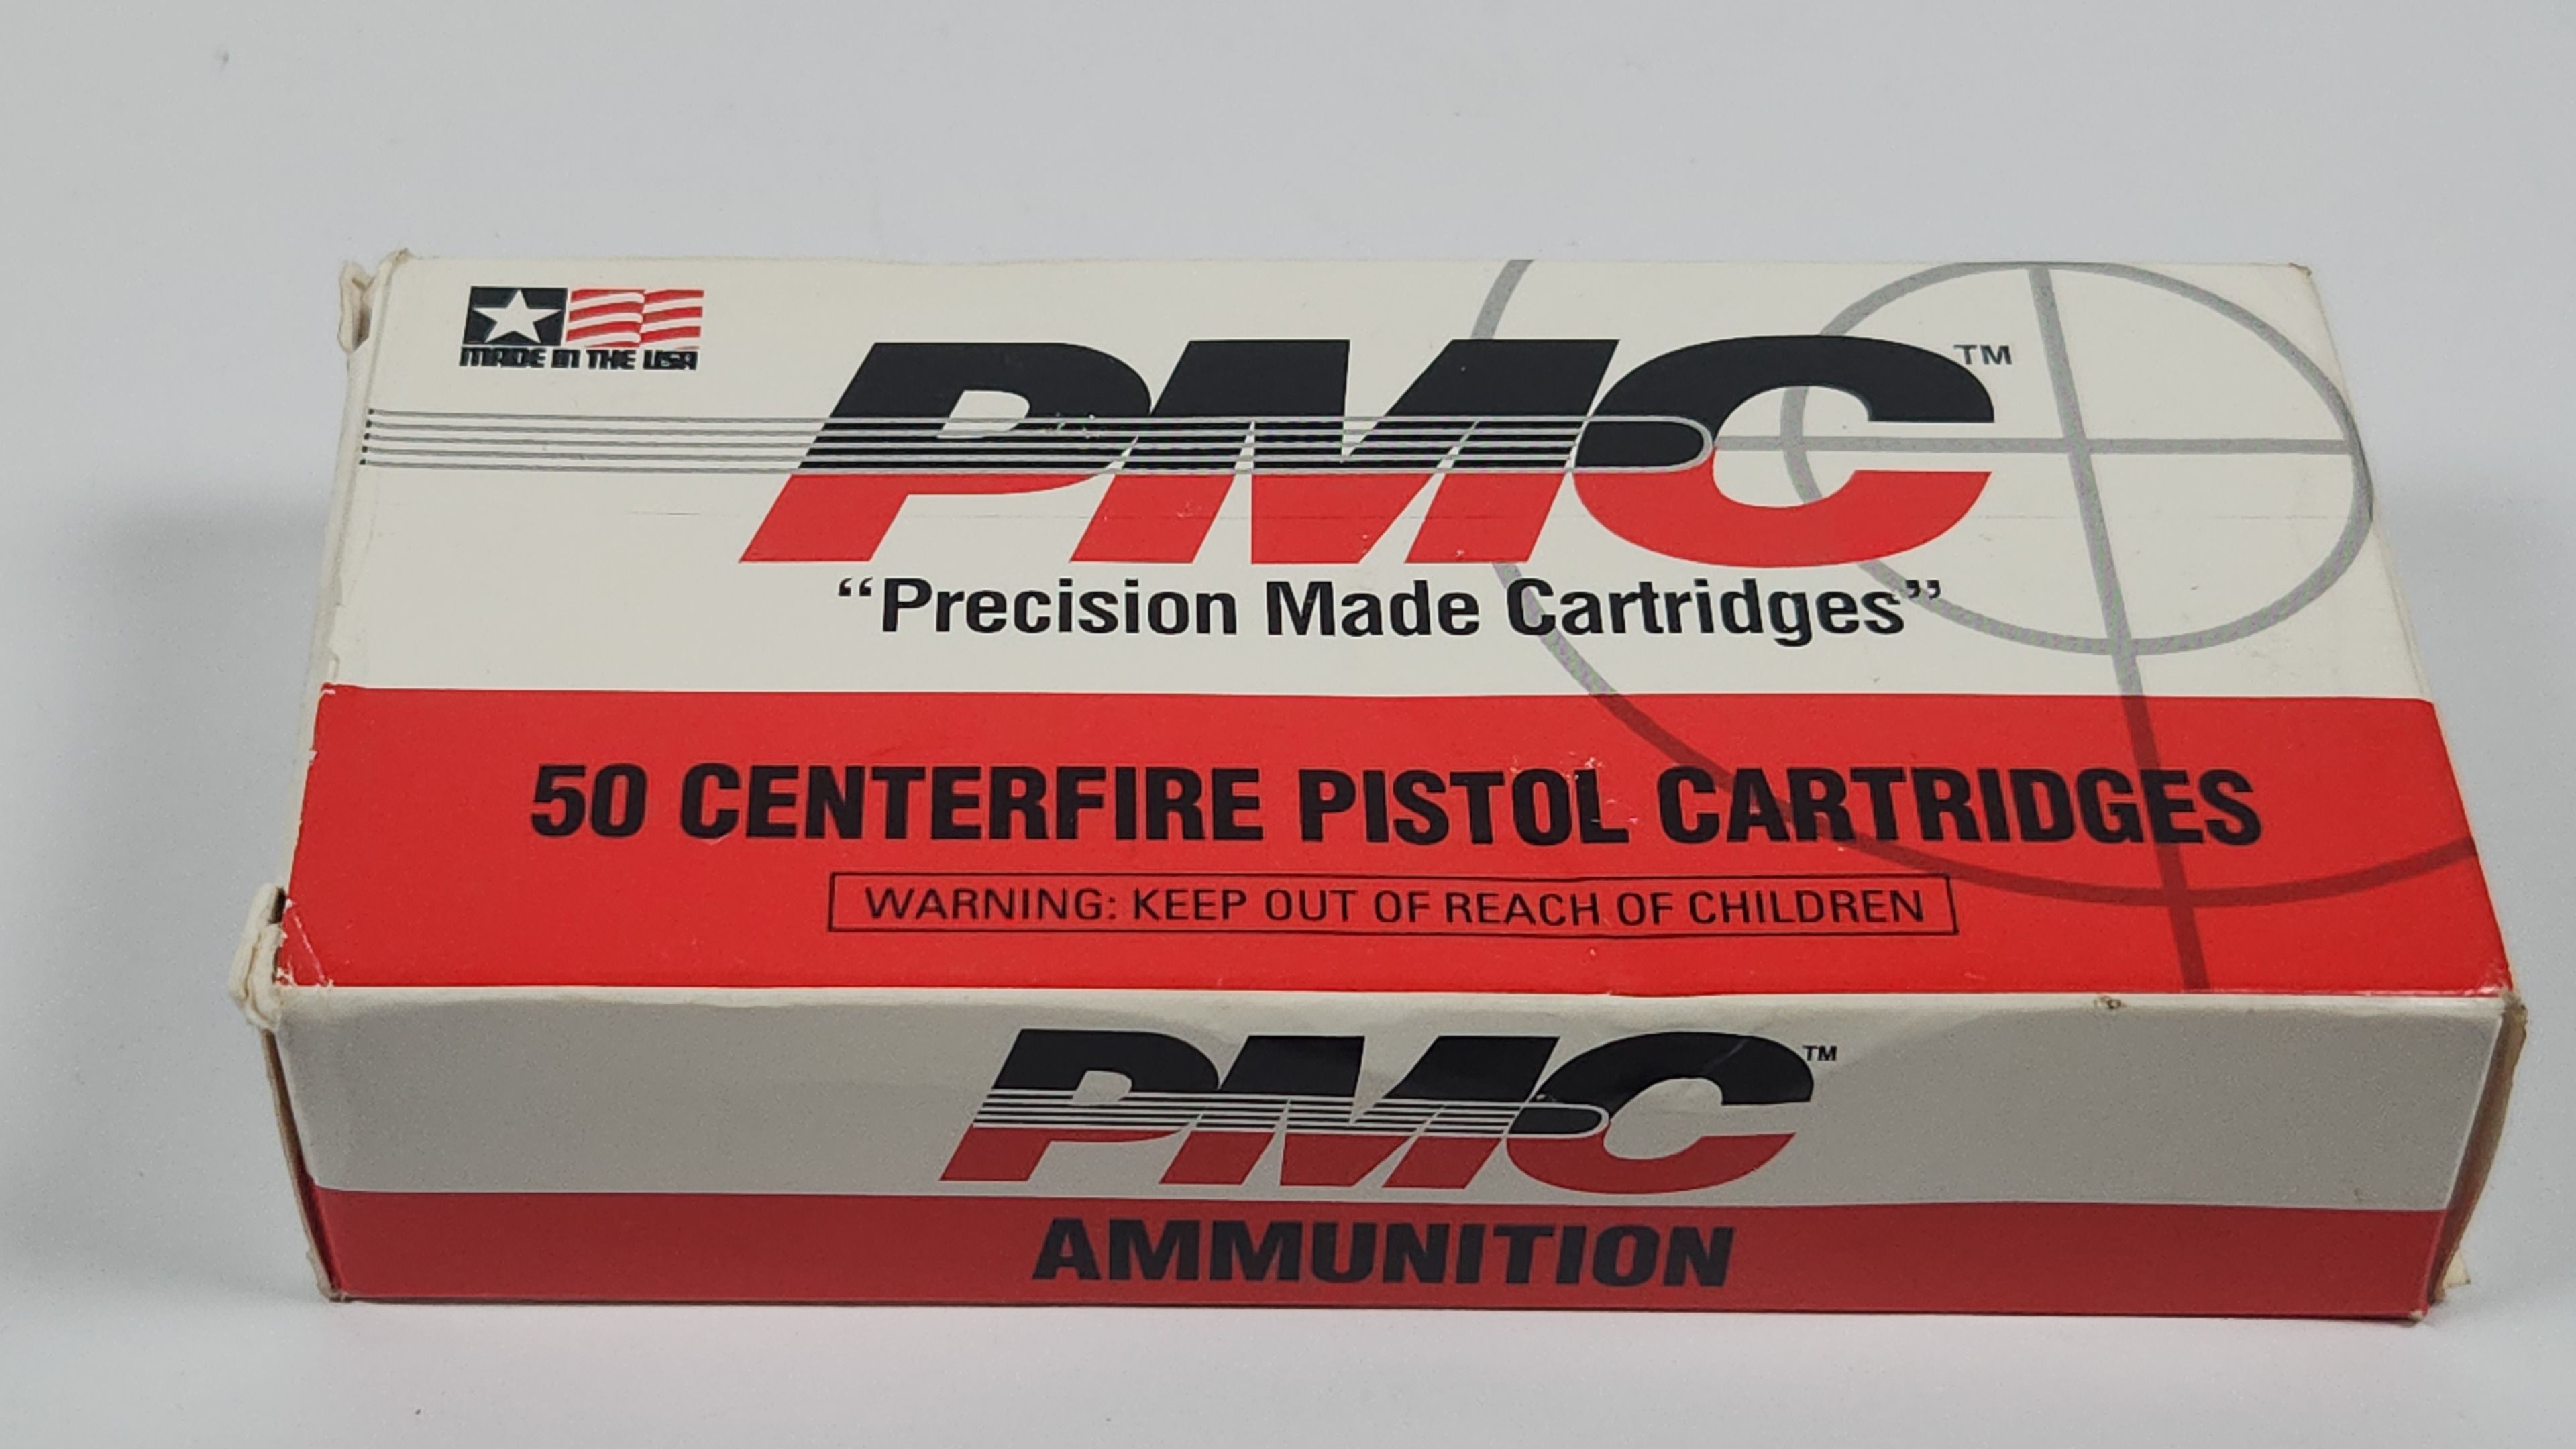 MADE IN THE USA
PMC™
“Precision Made Cartridges”
50 CENTERFIRE PISTOL CARTRIDGES
WARNING: KEEP OUT OF REACH OF CHILDREN
PMC™
AMMUNITION